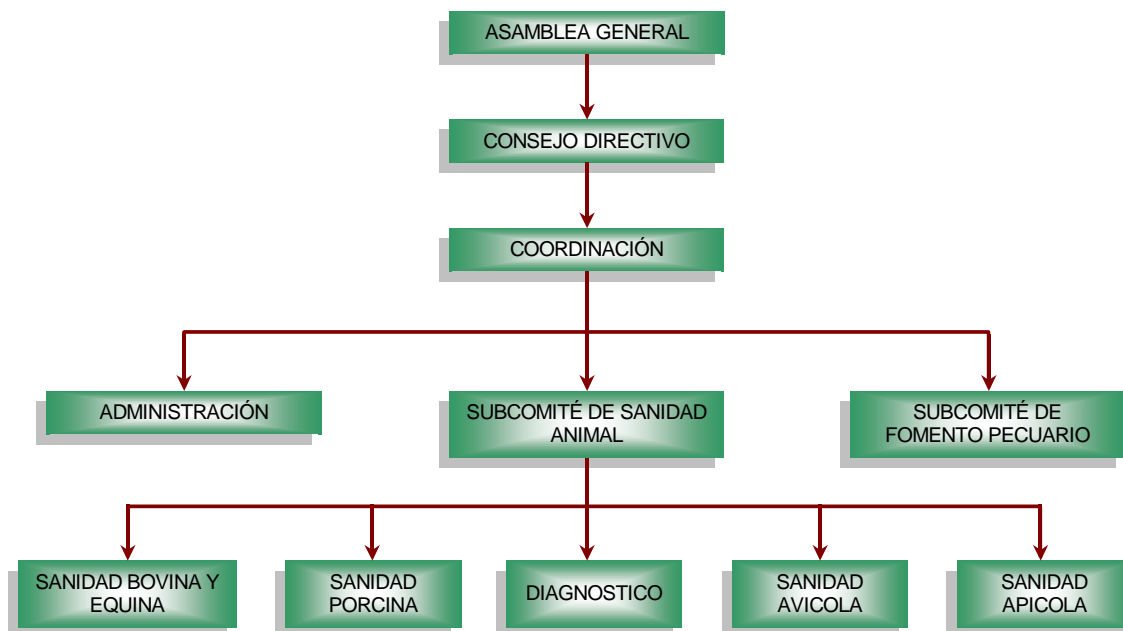 ASAMBLEA GENERAL
CONSEJO DIRECTIVO
COORDINACIÓN
ADMINISTRACIÓN
SUBCOMITÉ DE SANIDAD
ANIMAL
SUBCOMITÉ DE
FOMENTO PECUARIO
SANIDAD BOVINA Y
EQUINA
SANIDAD
PORCINA
DIAGNOSTICO
SANIDAD
AVICOLA
SANIDAD
APICOLA